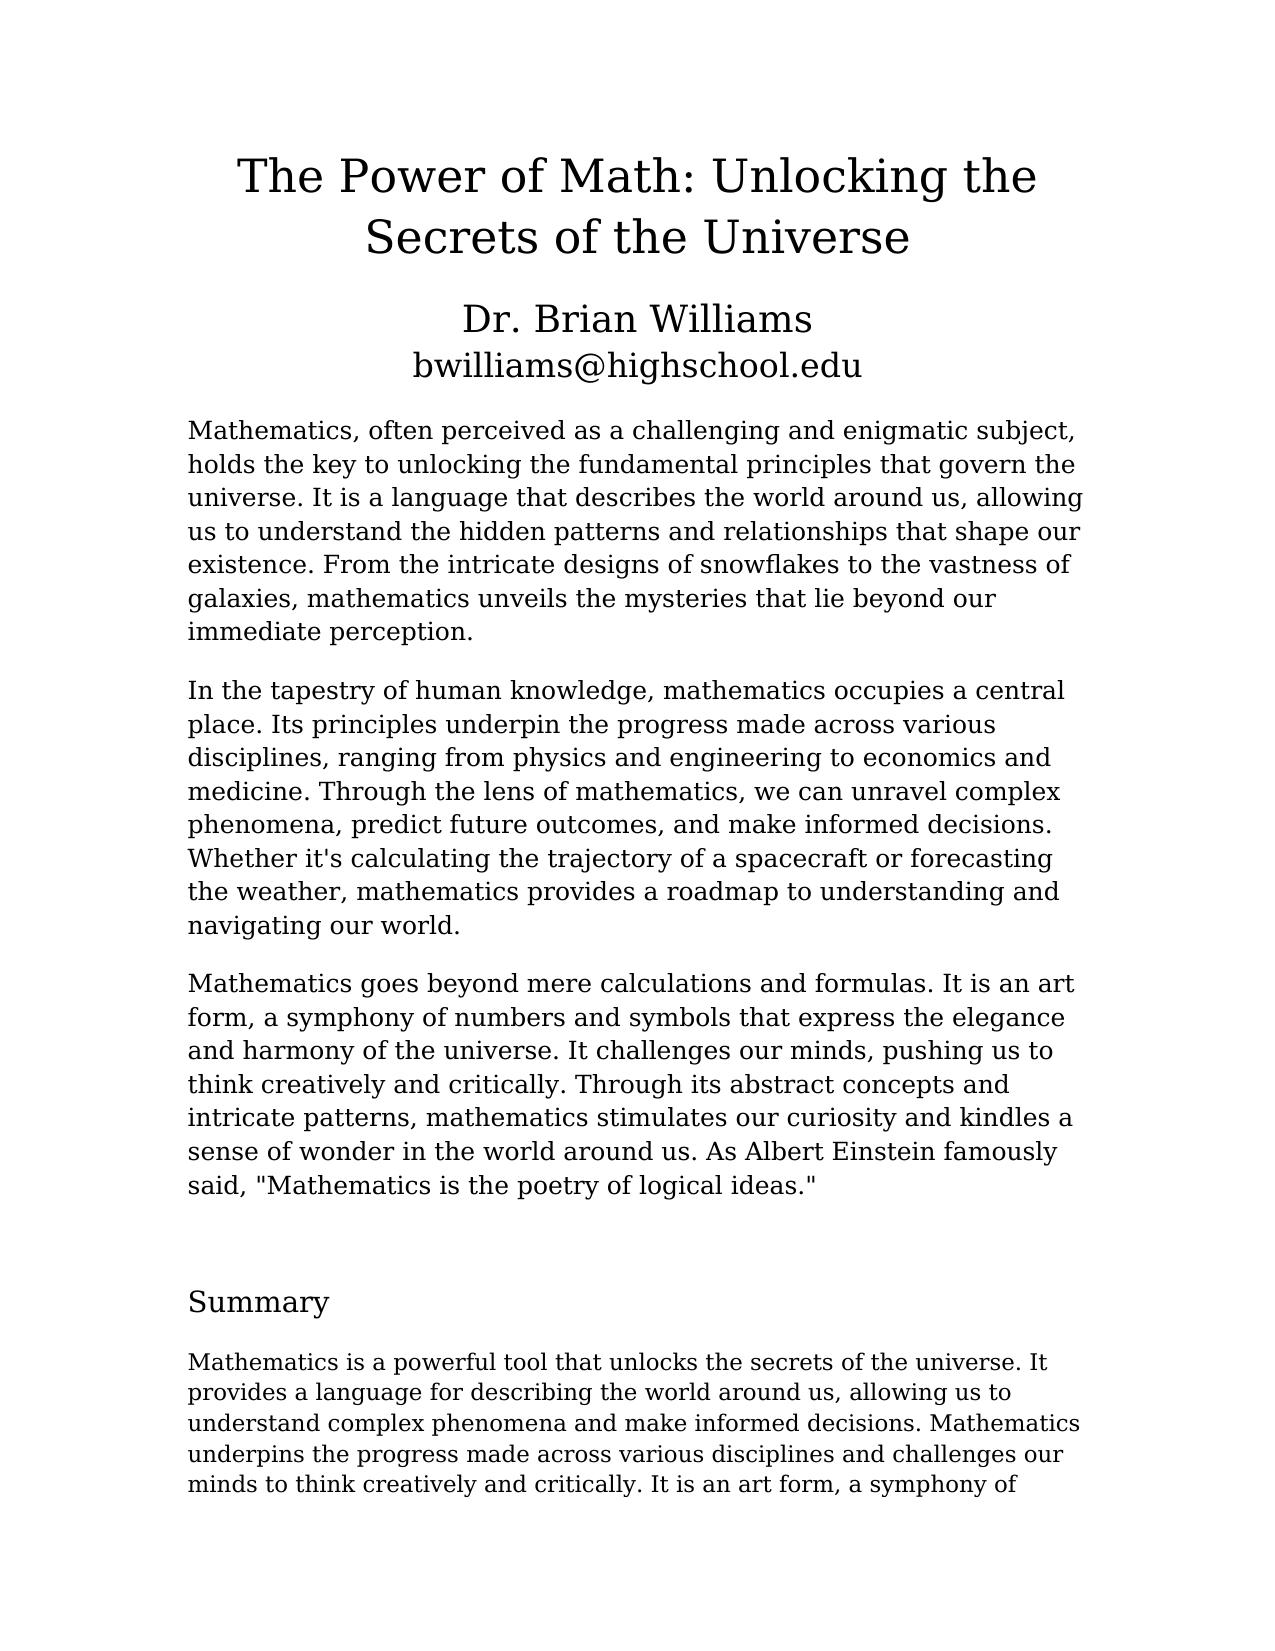 The Power of Math: Unlocking the
Secrets of the Universe
Dr. Brian Williams
bwilliams@highschool.edu
Mathematics, often perceived as a challenging and enigmatic subject,
holds the key to unlocking the fundamental principles that govern the
universe. It is a language that describes the world around us, allowing
us to understand the hidden patterns and relationships that shape our
existence. From the intricate designs of snowflakes to the vastness of
galaxies, mathematics unveils the mysteries that lie beyond our
immediate perception.
In the tapestry of human knowledge, mathematics occupies a central
place. Its principles underpin the progress made across various
disciplines, ranging from physics and engineering to economics and
medicine. Through the lens of mathematics, we can unravel complex
phenomena, predict future outcomes, and make informed decisions.
Whether it's calculating the trajectory of a spacecraft or forecasting
the weather, mathematics provides a roadmap to understanding and
navigating our world.
Mathematics goes beyond mere calculations and formulas. It is an art
form, a symphony of numbers and symbols that express the elegance
and harmony of the universe. It challenges our minds, pushing us to
think creatively and critically. Through its abstract concepts and
intricate patterns, mathematics stimulates our curiosity and kindles a
sense of wonder in the world around us. As Albert Einstein famously
said, "Mathematics is the poetry of logical ideas."
Summary
Mathematics is a powerful tool that unlocks the secrets of the universe. It
provides a language for describing the world around us, allowing us to
understand complex phenomena and make informed decisions. Mathematics
underpins the progress made across various disciplines and challenges our
minds to think creatively and critically. It is an art form, a symphony of